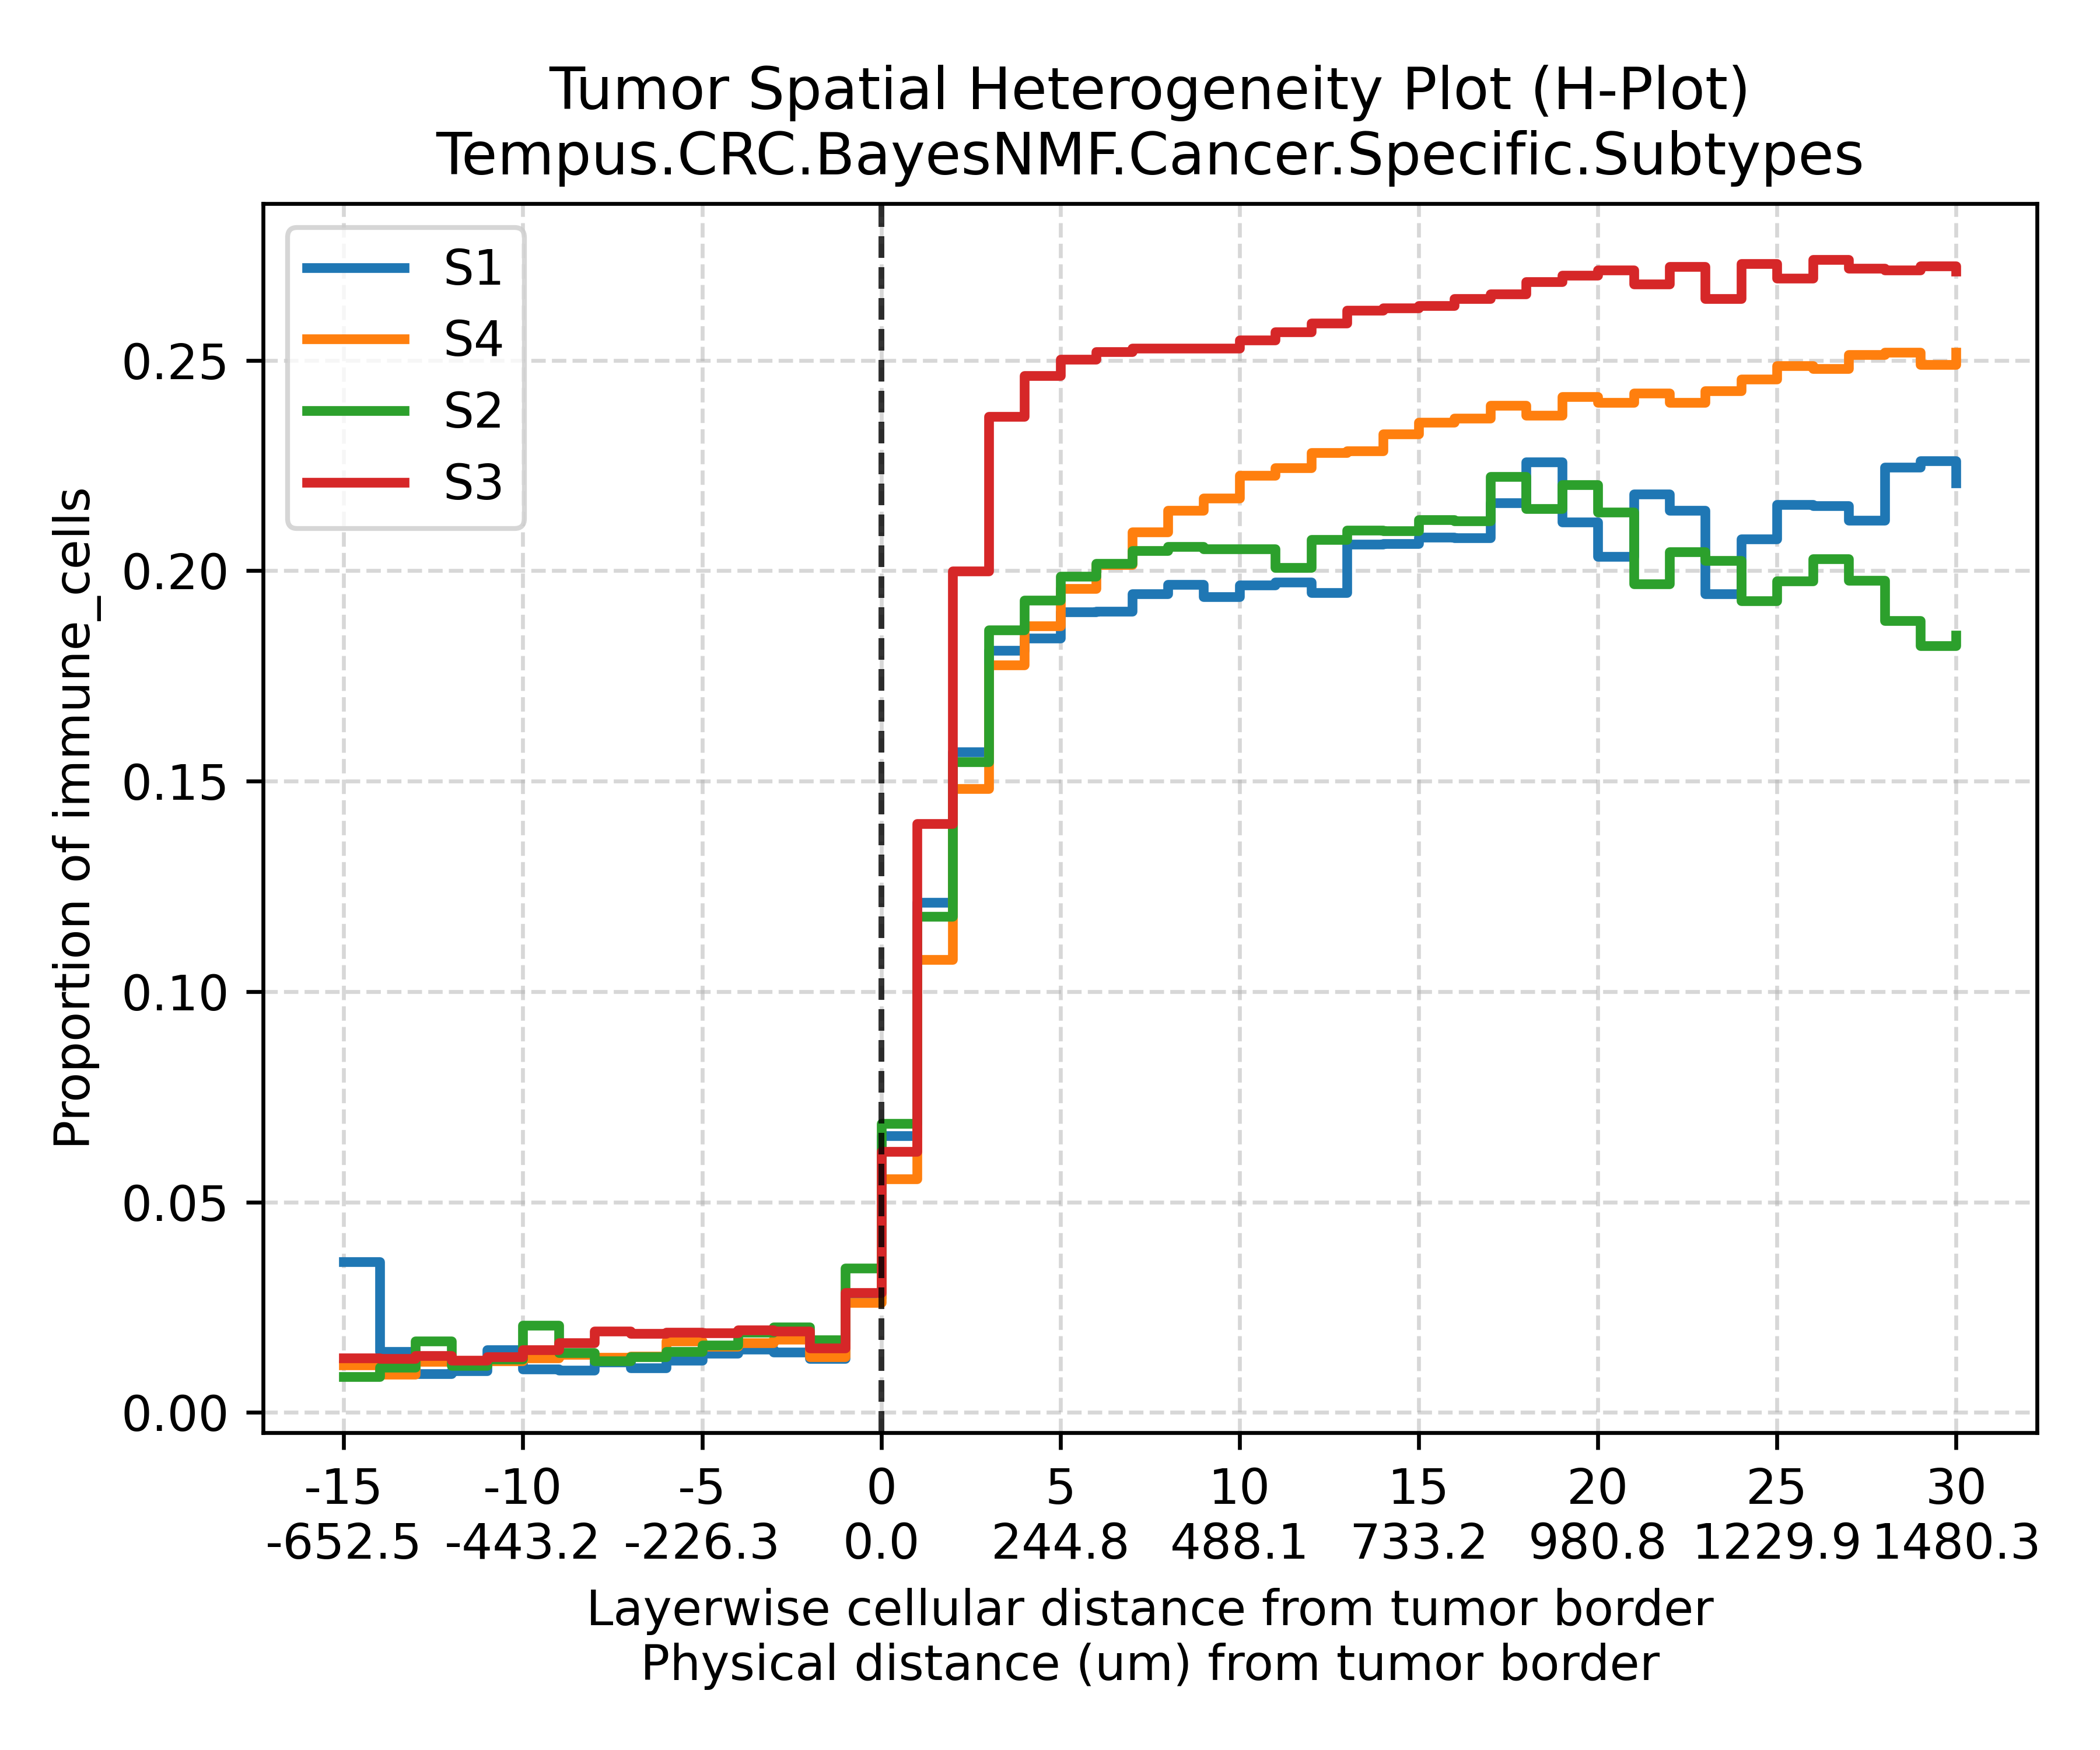 Tumor Spatial Heterogeneity Plot (H-Plot)
Tempus.CRC.BayesNMF.Cancer.Specific.Subtypes
S1
S4
S2
S3
Proportion of immune_cells
0.25
0.20
0.15
0.10
0.05
0.00
-15 -10 -5 0 5 10 15 20 25 30
-652.5 -443.2 -226.3 0.0 244.8 488.1 733.2 980.8 1229.9 1480.3
Layerwise cellular distance from tumor border
Physical distance (um) from tumor border